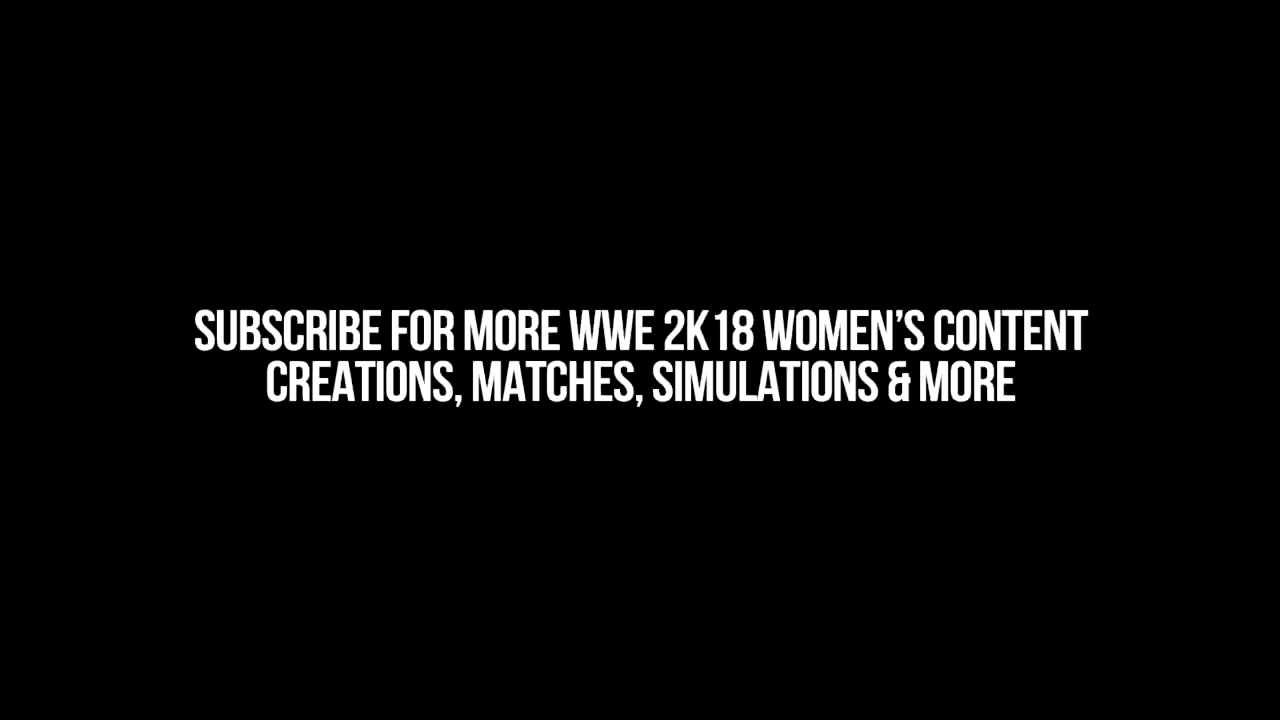 SUBSCRIBE FOR MORE WWE 2K18 WOMEN'S CONTENT
CREATIONS, MATCHES, SIMULATIONS & MORE